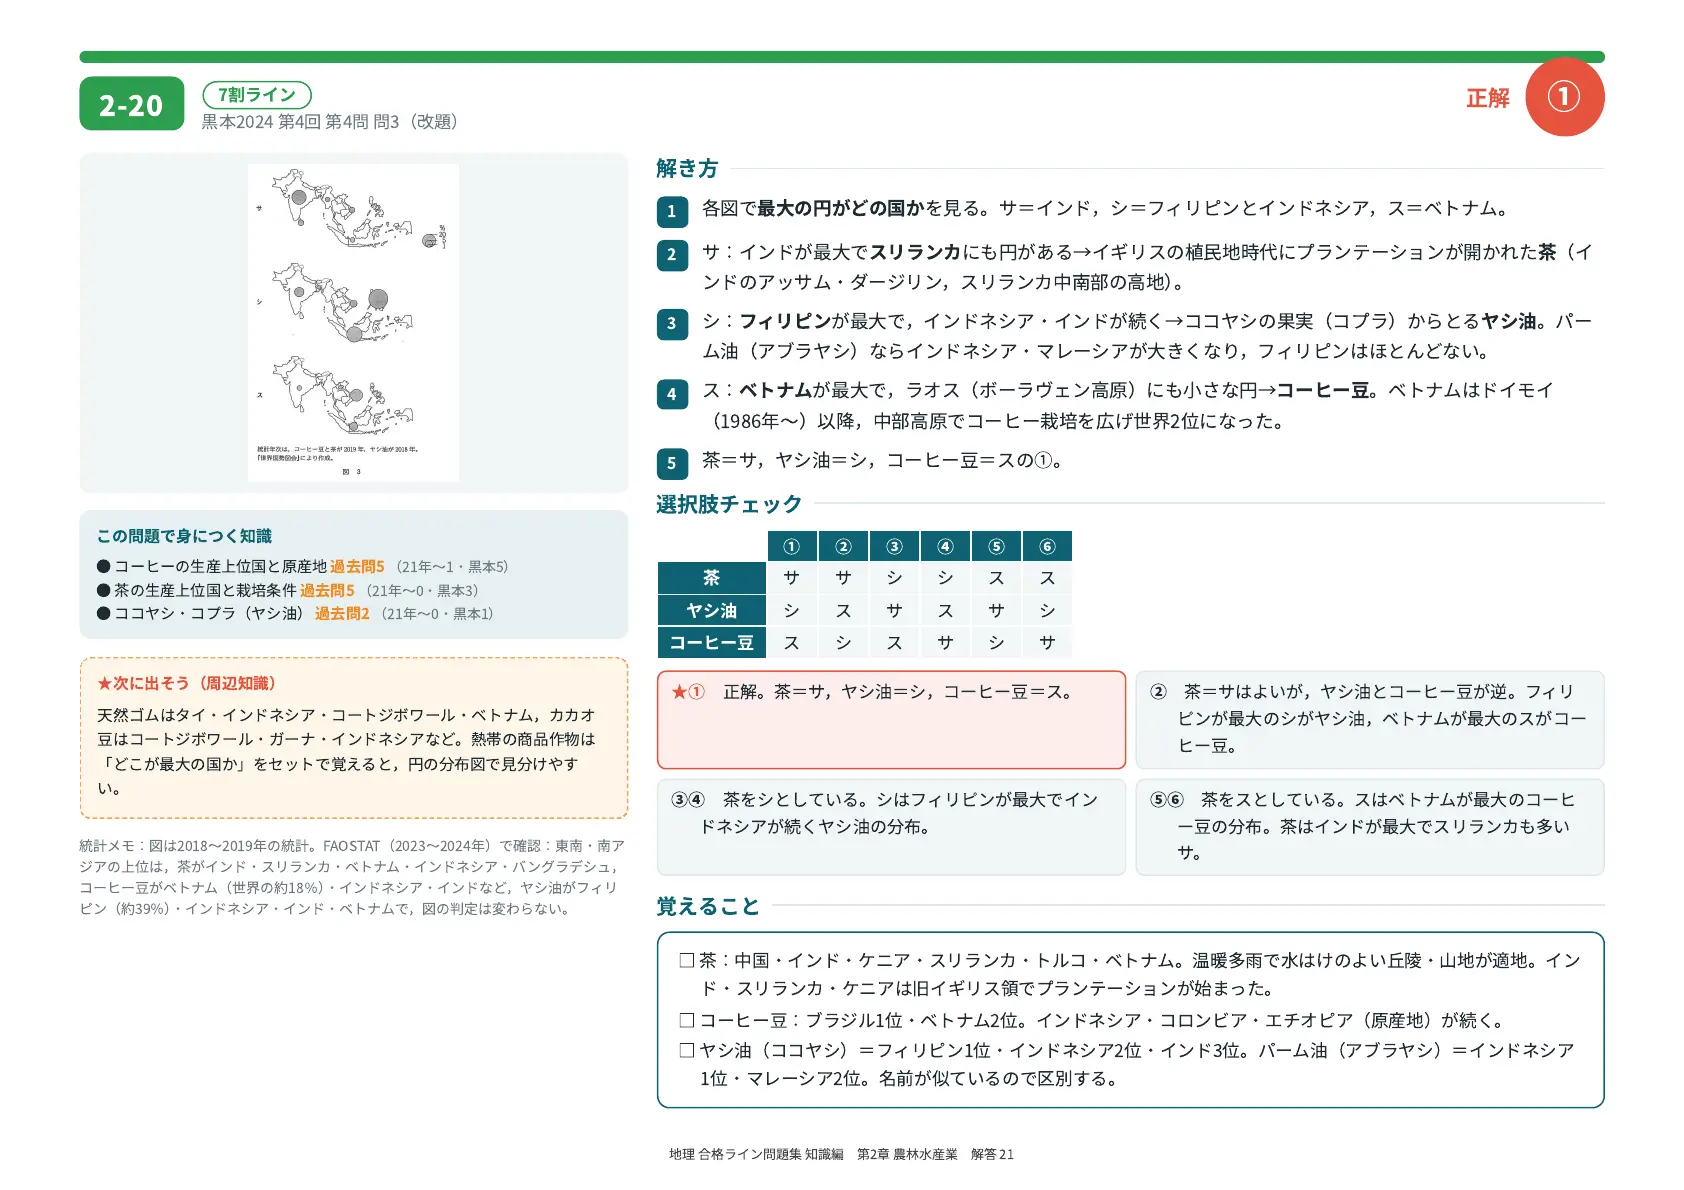 2-20
7割ライン
黒本2024 第4回 第4問 問3（改題）
正解 ①
サ
シ
ス
統計年次は，コーヒー豆と茶が2019年，ヤシ油が2018年。
『世界国勢図会』により作成。
図 3
この問題で身につく知識
● コーヒーの生産上位国と原産地 過去問5 （21年〜1・黒本5）
● 茶の生産上位国と栽培条件 過去問5 （21年〜0・黒本3）
● ココヤシ・コプラ（ヤシ油） 過去問2 （21年〜0・黒本1）
★次に出そう（周辺知識）
天然ゴムはタイ・インドネシア・コートジボワール・ベトナム，カカオ
豆はコートジボワール・ガーナ・インドネシアなど。熱帯の商品作物は
「どこが最大の国か」をセットで覚えると，円の分布図で見分けやす
い。
統計メモ：図は2018〜2019年の統計。FAOSTAT（2023〜2024年）で確認：東南・南ア
ジアの上位は，茶がインド・スリランカ・ベトナム・インドネシア・バングラデシュ，
コーヒー豆がベトナム（世界の約18%）・インドネシア・インドなど，ヤシ油がフィリ
ピン（約39%）・インドネシア・インド・ベトナムで，図の判定は変わらない。
解き方
1 各図で最大の円がどの国かを見る。サ＝インド，シ＝フィリピンとインドネシア，ス＝ベトナム。
2 サ：インドが最大でスリランカにも円がある→イギリスの植民地時代にプランテーションが開かれた茶（イ
ンドのアッサム・ダージリン，スリランカ中南部の高地）。
3 シ：フィリピンが最大で，インドネシア・インドが続く→ココヤシの果実（コプラ）からとるヤシ油。パー
ム油（アブラヤシ）ならインドネシア・マレーシアが大きくなり，フィリピンはほとんどない。
4 ス：ベトナムが最大で，ラオス（ボーラヴェン高原）にも小さな円→コーヒー豆。ベトナムはドイモイ
（1986年〜）以降，中部高原でコーヒー栽培を広げ世界2位になった。
5 茶＝サ，ヤシ油＝シ，コーヒー豆＝スの①。
選択肢チェック
① ② ③ ④ ⑤ ⑥
茶 サ サ シ シ ス ス
ヤシ油 シ ス サ ス サ シ
コーヒー豆 ス シ ス サ シ サ
★① 正解。茶＝サ，ヤシ油＝シ，コーヒー豆＝ス。
② 茶＝サはよいが，ヤシ油とコーヒー豆が逆。フィリ
ピンが最大のシがヤシ油，ベトナムが最大のスがコー
ヒー豆。
③④ 茶をシとしている。シはフィリピンが最大でイン
ドネシアが続くヤシ油の分布。
⑤⑥ 茶をスとしている。スはベトナムが最大のコーヒ
ー豆の分布。茶はインドが最大でスリランカも多い
サ。
覚えること
□ 茶：中国・インド・ケニア・スリランカ・トルコ・ベトナム。温暖多雨で水はけのよい丘陵・山地が適地。イン
ド・スリランカ・ケニアは旧イギリス領でプランテーションが始まった。
□ コーヒー豆：ブラジル1位・ベトナム2位。インドネシア・コロンビア・エチオピア（原産地）が続く。
□ ヤシ油（ココヤシ）＝フィリピン1位・インドネシア2位・インド3位。パーム油（アブラヤシ）＝インドネシア
1位・マレーシア2位。名前が似ているので区別する。
地理 合格ライン問題集 知識編 第2章 農林水産業 解答 21